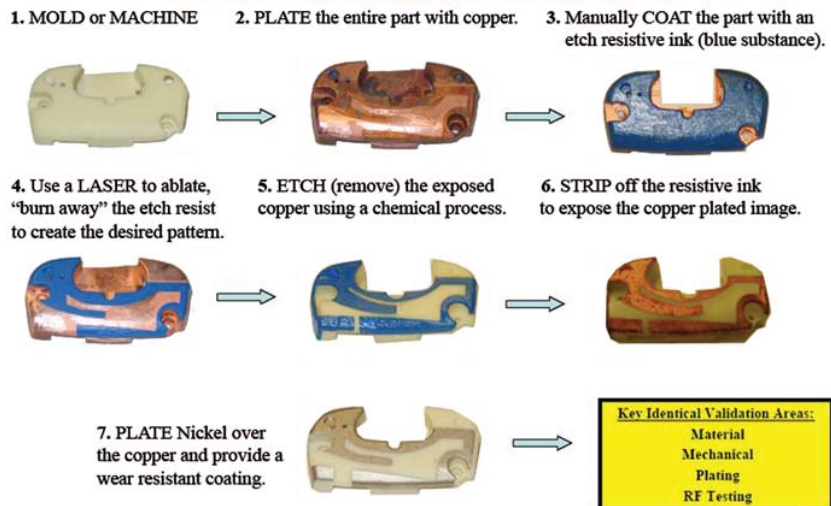 1. MOLD or MACHINE
2. PLATE the entire part with copper.
3. Manually COAT the part with an
etch resistive ink (blue substance).
4. Use a LASER to ablate,
“burn away” the etch resist
to create the desired pattern.
5. ETCH (remove) the exposed
copper using a chemical process.
6. STRIP off the resistive ink
to expose the copper plated image.
7. PLATE Nickel over
the copper and provide a
wear resistant coating.
Key Identical Validation Areas:
Material
Mechanical
Plating
RF Testing